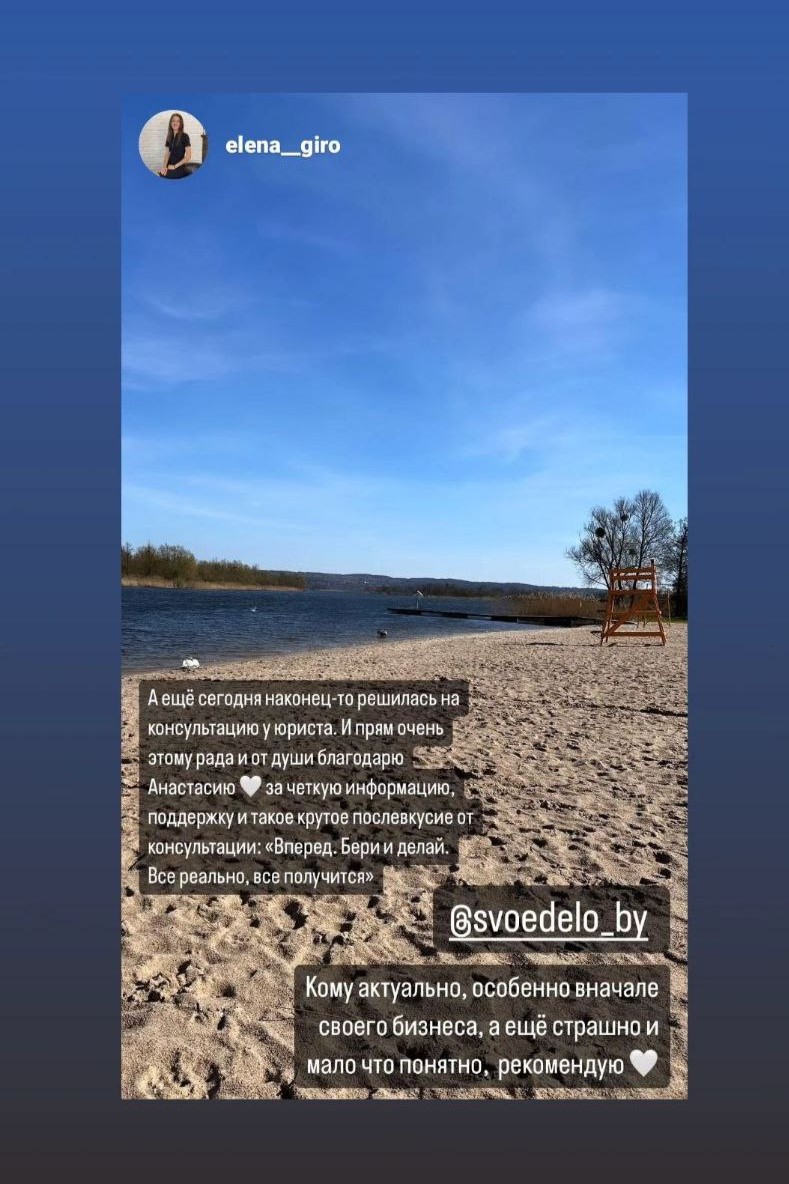 elena__giro
А ещё сегодня наконец-то решилась на
консультацию у юриста. И прям очень
этому рада и от души благодарю
Анастасию 🤍 за четкую информацию,
поддержку и такое крутое послевкусие от
консультации: «Вперед. Бери и делай.
Все реально, все получится»
@svoedelo_by
Кому актуально, особенно вначале
своего бизнеса, а ещё страшно и
мало что понятно, рекомендую 🤍